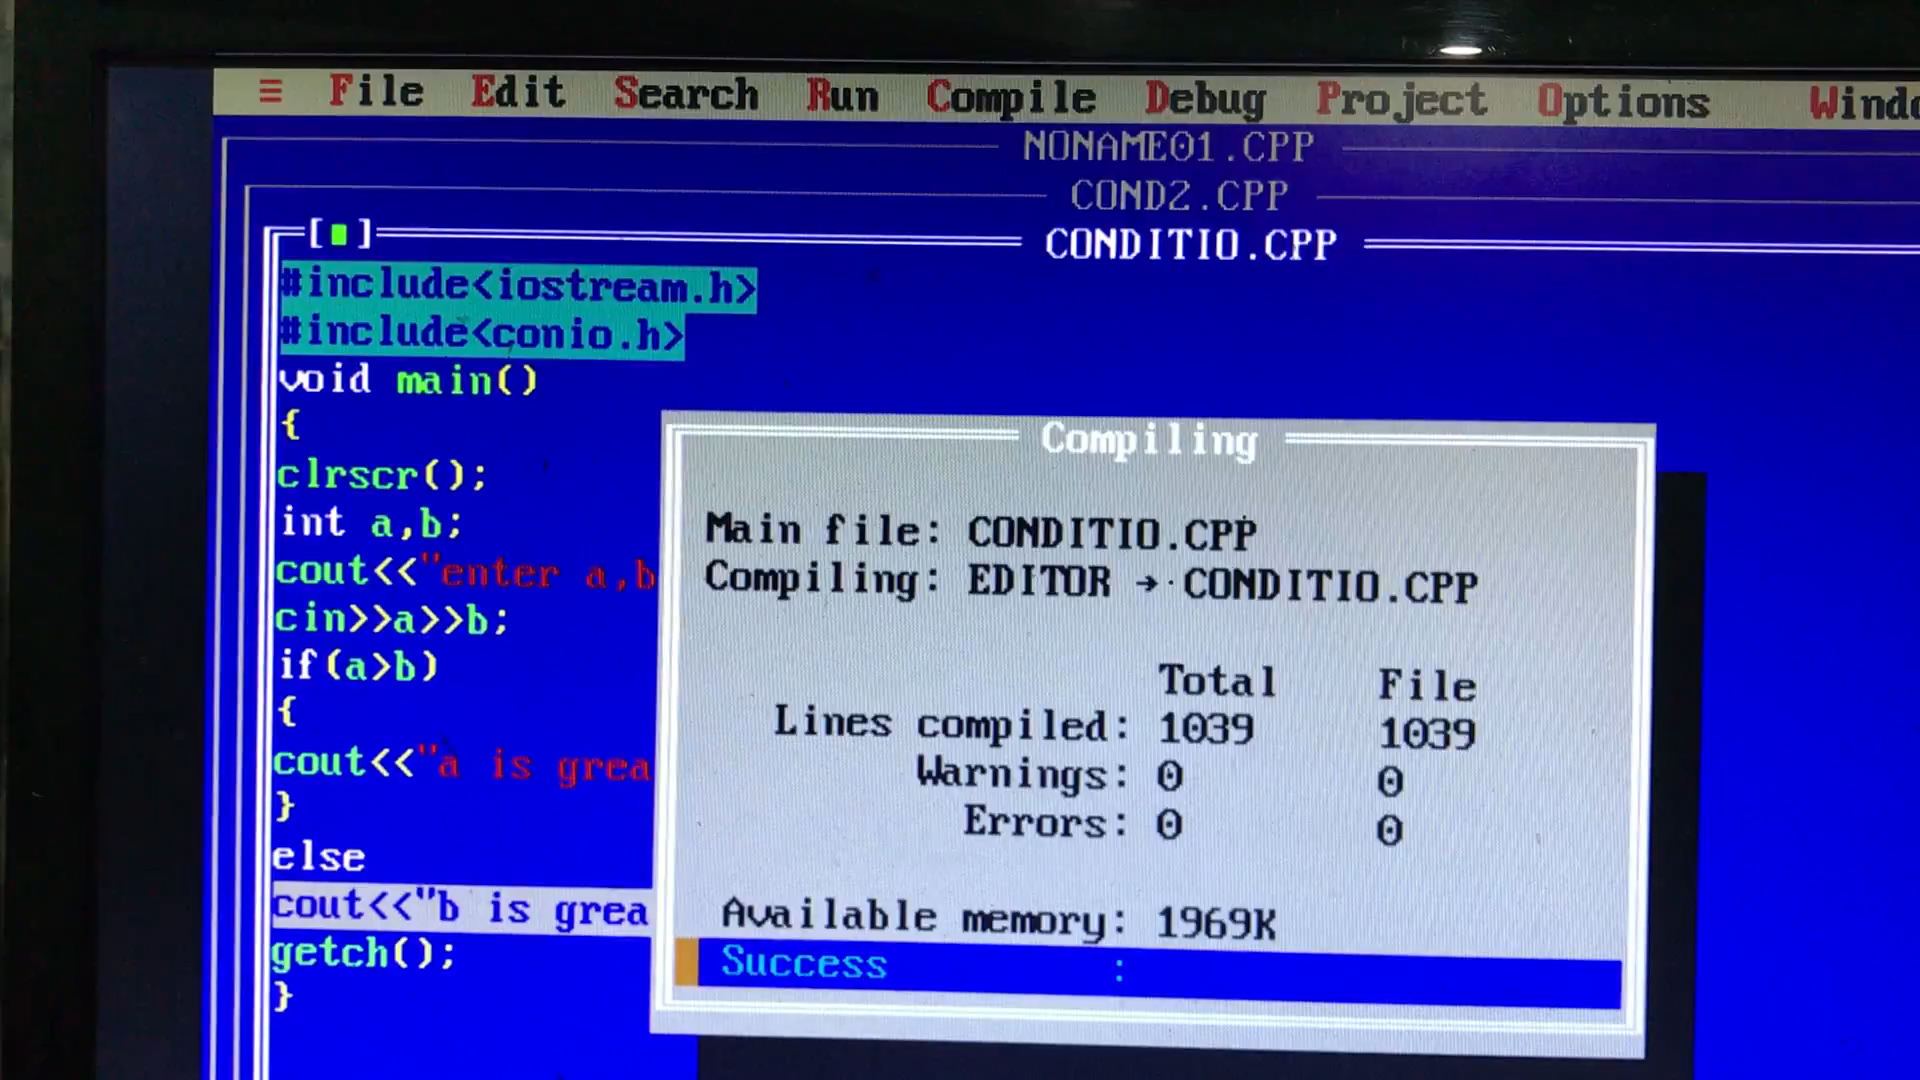 ≡ File Edit Search Run Compile Debug Project Options
NONAME01.CPP
COND2.CPP
[■] CONDITIO.CPP
#include<iostream.h>
#include<conio.h>
void main()
{
clrscr();
int a,b;
cout<<"enter a,b
cin>>a>>b;
if(a>b)
{
cout<<"a is grea
}
else
cout<<"b is grea
getch();
}
Compiling
Main file: CONDITIO.CPP
Compiling: EDITOR → CONDITIO.CPP
Total File
Lines compiled: 1039 1039
Warnings: 0 0
Errors: 0 0
Available memory: 1969K
Success :